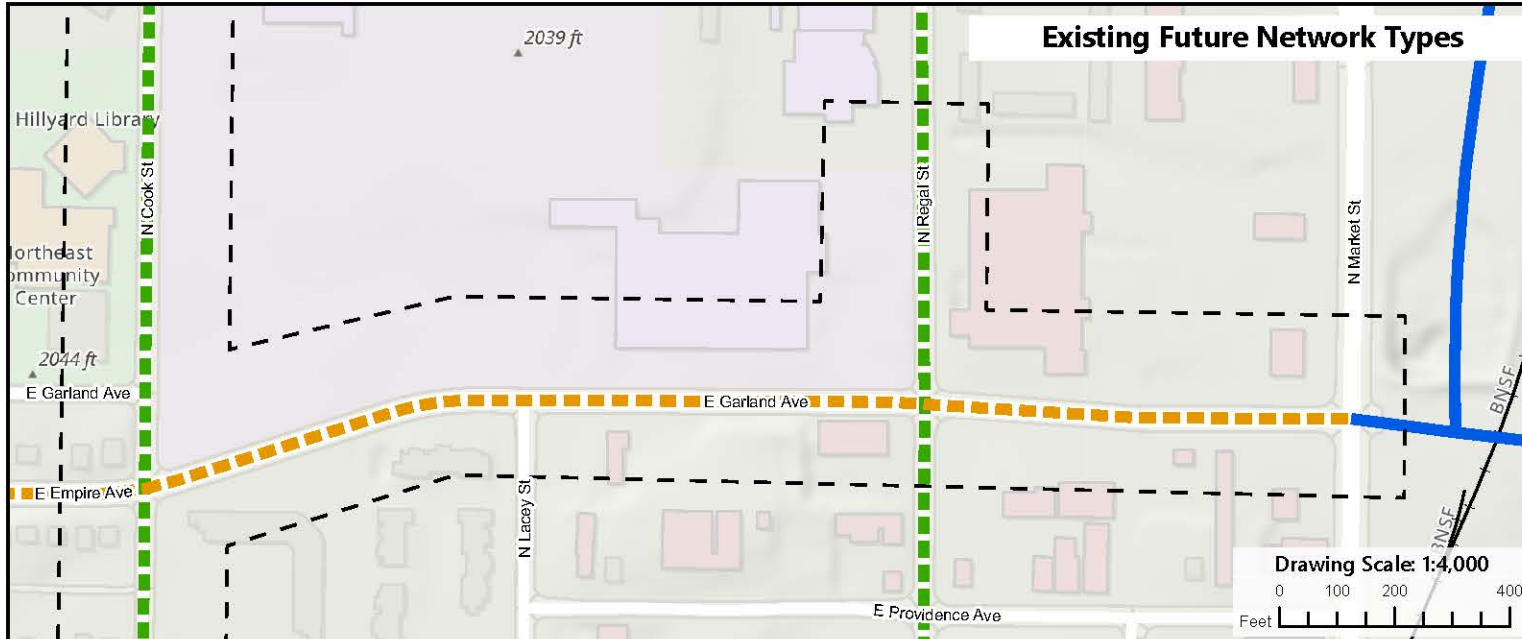 Existing Future Network Types
2039 ft
Hillyard Library
N Cook St
N Regal St
N Market St
ortheast
ommunity
Center
2044 ft
E Garland Ave
E Garland Ave
BNSF
E Empire Ave
N Lacey St
BNSF
E Providence Ave
Drawing Scale: 1:4,000
0 100 200 400
Feet